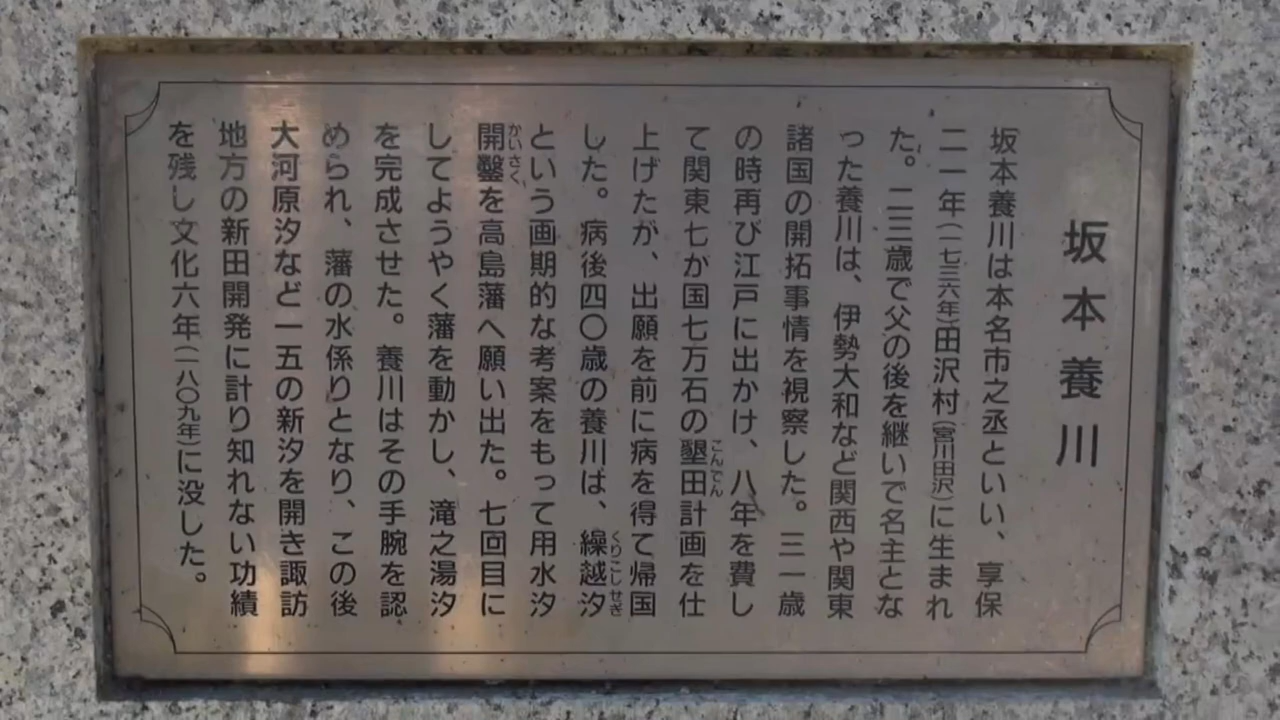 坂本養川
坂本養川は本名市之丞といい、享保
二一年(一七三六年)田沢村(宮川田沢)に生まれ
た。二三歳で父の後を継いで名主とな
った養川は、伊勢大和など関西や関東
諸国の開拓事情を視察した。三一歳
の時再び江戸に出かけ、八年を費し
て関東七か国七万石の墾田計画を仕
こんでん
上げたが、出願を前に病を得て帰国
した。病後四〇歳の養川は、繰越汐
くりこしせぎ
という画期的な考案をもって用水汐
開鑿を高島藩へ願い出た。七回目に
かいさく
してようやく藩を動かし、滝之湯汐
を完成させた。養川はその手腕を認
められ、藩の水係りとなり、この後
大河原汐など一五の新汐を開き諏訪
地方の新田開発に計り知れない功績
を残し文化六年(一八〇九年)に没した。